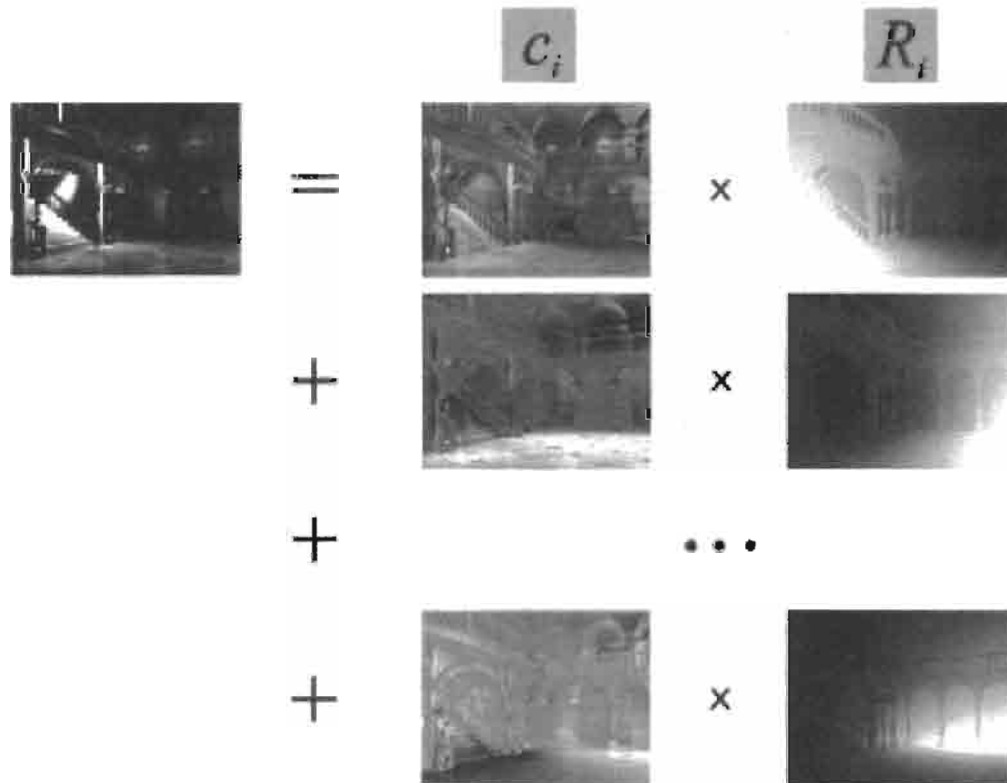 c_i R_i
= ×
+ ×
+ ...
+ ×